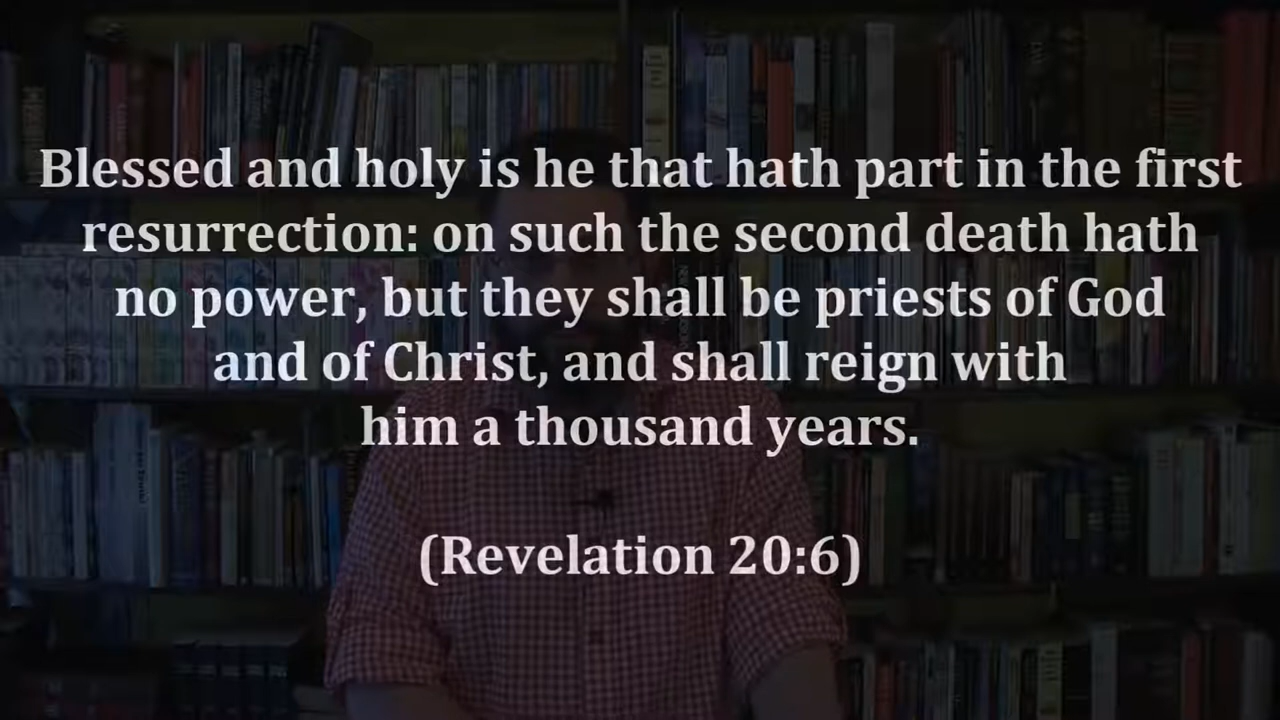 Blessed and holy is he that hath part in the first
resurrection: on such the second death hath
no power, but they shall be priests of God
and of Christ, and shall reign with
him a thousand years.
(Revelation 20:6)